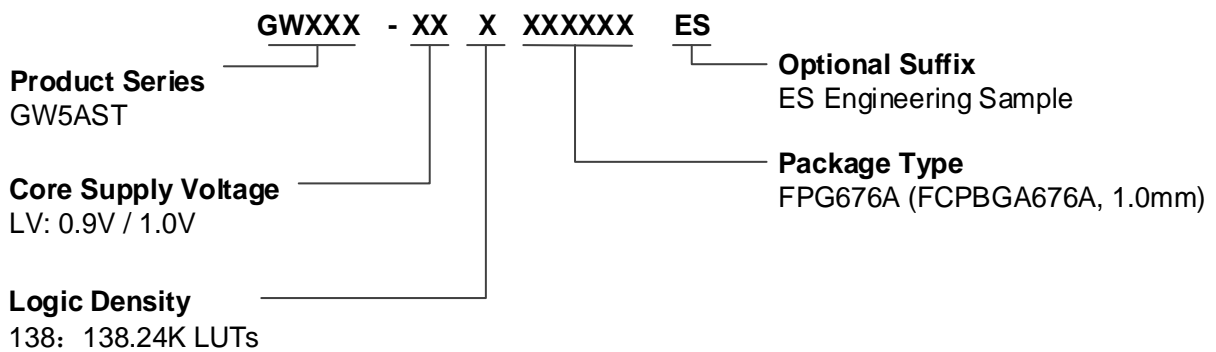 GWXXX - XX X XXXXXX ES
Product Series
GW5AST
Core Supply Voltage
LV: 0.9V / 1.0V
Logic Density
138：138.24K LUTs
Optional Suffix
ES Engineering Sample
Package Type
FPG676A (FCPBGA676A, 1.0mm)